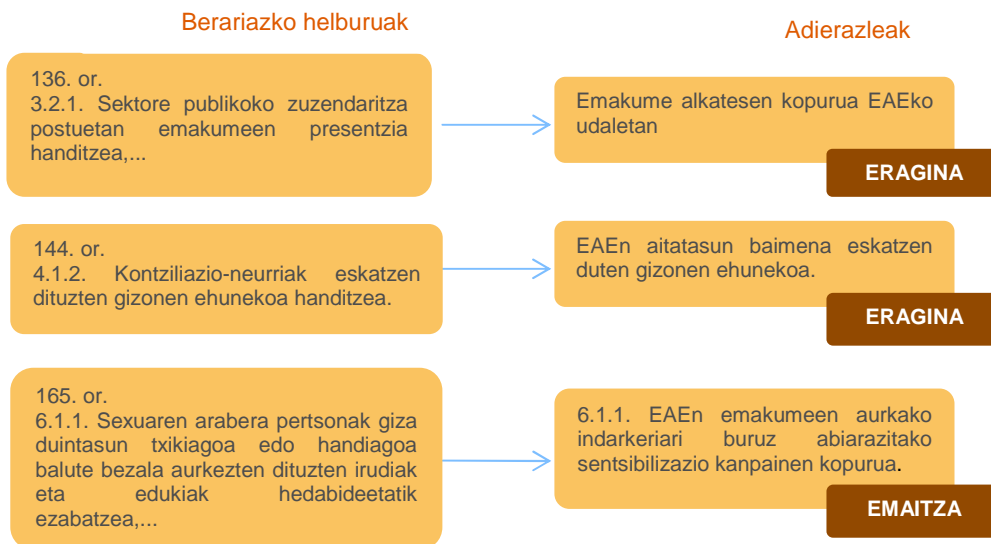 Berariazko helburuak
Adierazleak
136. or.
3.2.1. Sektore publikoko zuzendaritza
postuetan emakumeen presentzia
handitzea,...
Emakume alkatesen kopurua EAEko
udaletan
ERAGINA
144. or.
4.1.2. Kontziliazio-neurriak eskatzen
dituzten gizonen ehunekoa handitzea.
EAEn aitatasun baimena eskatzen
duten gizonen ehunekoa.
ERAGINA
165. or.
6.1.1. Sexuaren arabera pertsonak giza
duintasun txikiagoa edo handiagoa
balute bezala aurkezten dituzten irudiak
eta edukiak hedabideetatik
ezabatzea,...
6.1.1. EAEn emakumeen aurkako
indarkeriari buruz abiarazitako
sentsibilizazio kanpainen kopurua.
EMAITZA